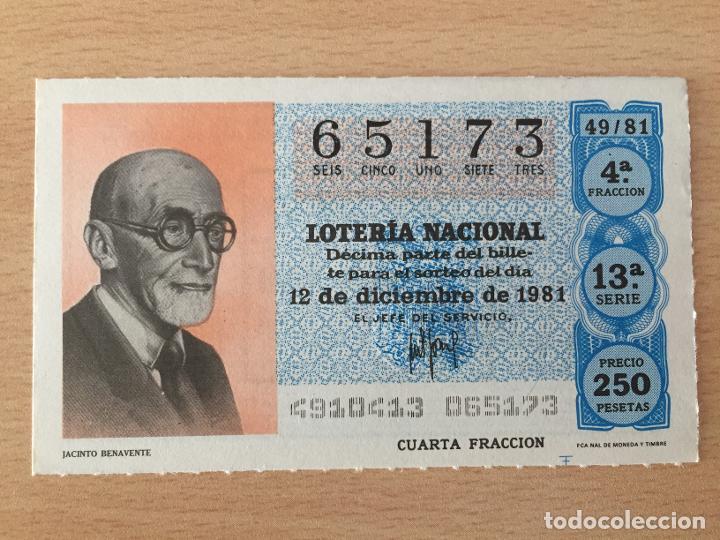 65173
SEIS CINCO UNO SIETE TRES
LOTERÍA NACIONAL
Décima parte del bille-
te para el sorteo del día
12 de diciembre de 1981
EL JEFE DEL SERVICIO,
4910413 065173
CUARTA FRACCION
JACINTO BENAVENTE
49/81
4.ª
FRACCION
13.ª
SERIE
PRECIO
250
PESETAS
FCA NAL DE MONEDA Y TIMBRE
todocoleccion
todocoleccion.net